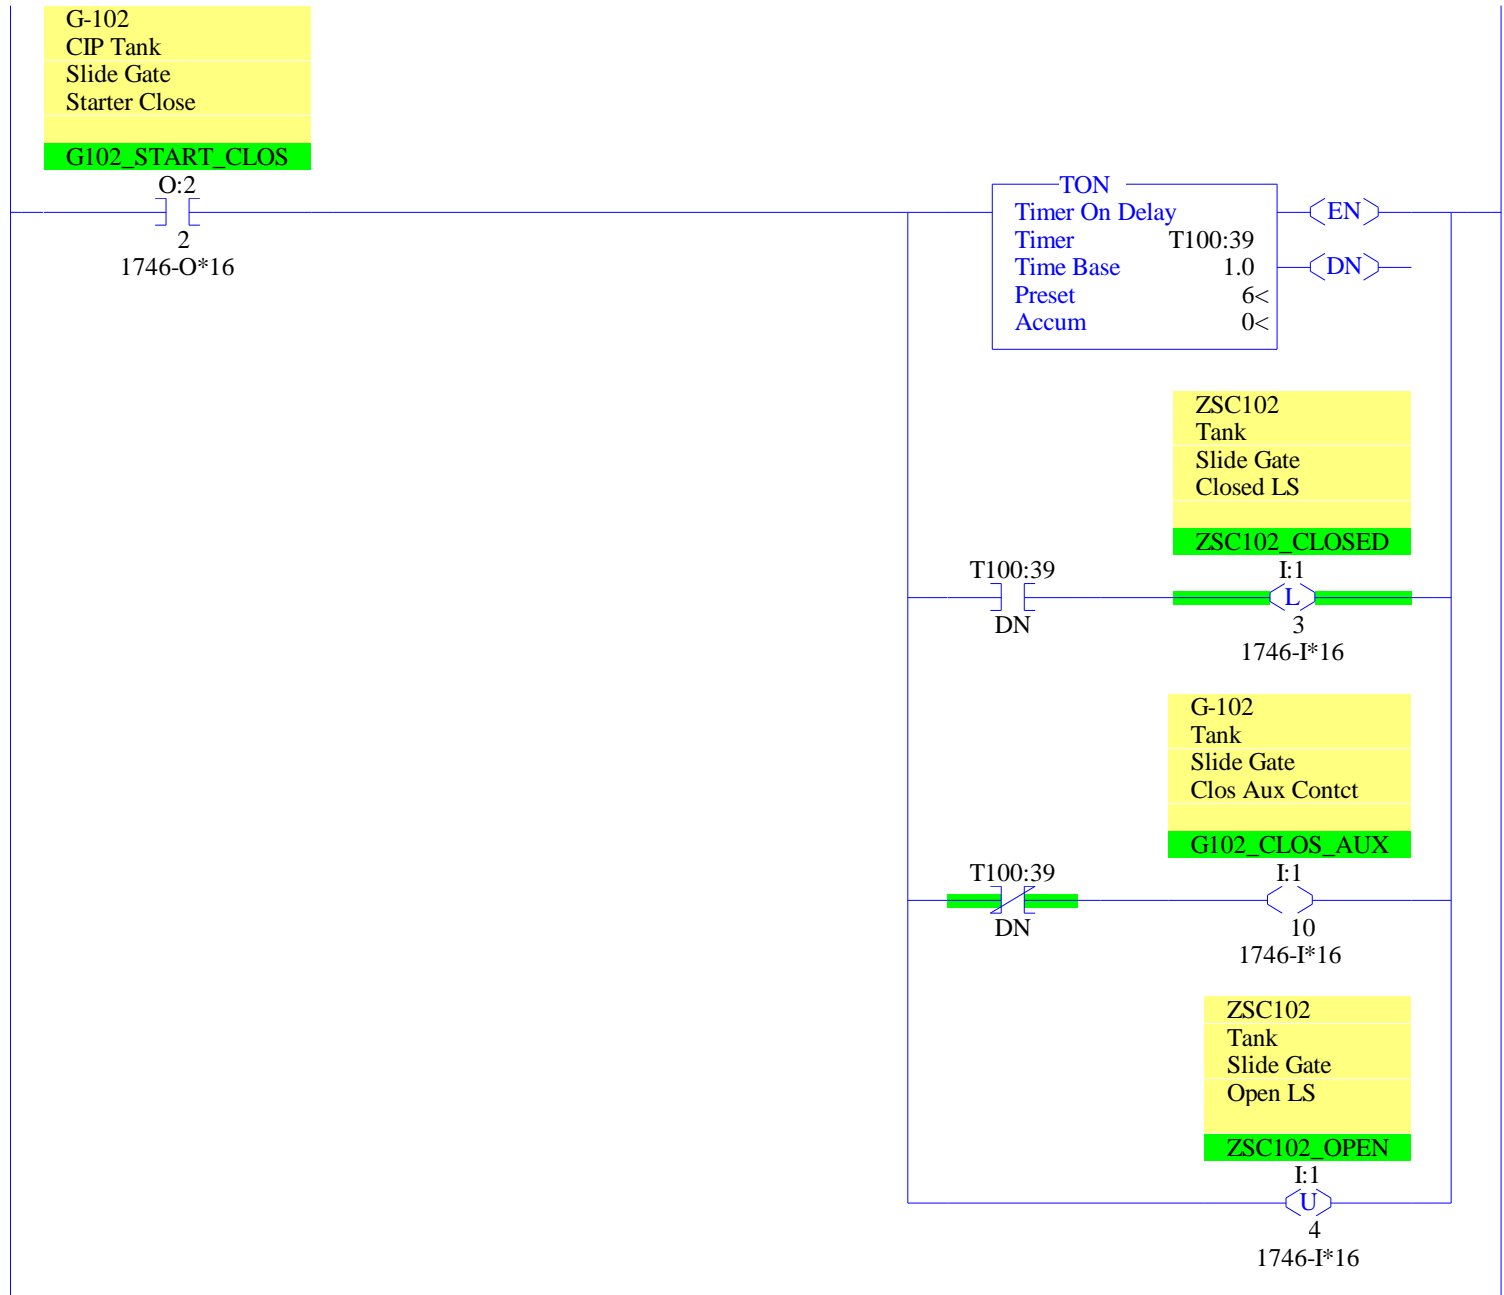 G-102
CIP Tank
Slide Gate
Starter Close
G102_START_CLOS
O:2
2
1746-O*16
TON
Timer On Delay
Timer T100:39
Time Base 1.0
Preset 6<
Accum 0<
EN
DN
ZSC102
Tank
Slide Gate
Closed LS
ZSC102_CLOSED
T100:39
DN
I:1
L
3
1746-I*16
G-102
Tank
Slide Gate
Clos Aux Contct
G102_CLOS_AUX
T100:39
DN
I:1
10
1746-I*16
ZSC102
Tank
Slide Gate
Open LS
ZSC102_OPEN
I:1
U
4
1746-I*16